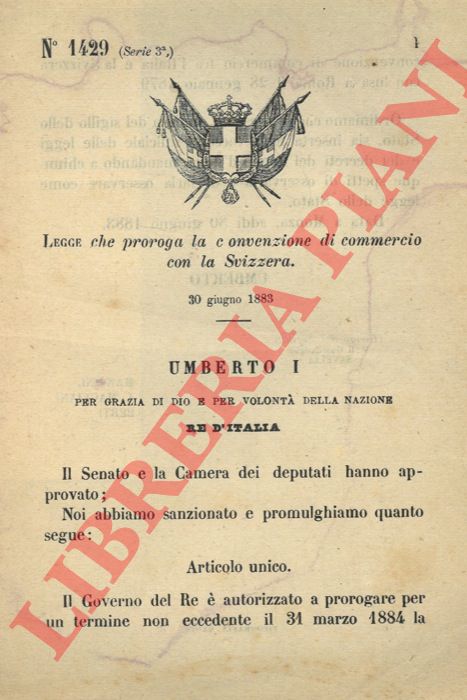 N° 1429 (Serie 3ª.)
1
LEGGE che proroga la c onvenzione di commercio
con la Svizzera.
30 giugno 1883
UMBERTO I
PER GRAZIA DI DIO E PER VOLONTÀ DELLA NAZIONE
RE D'ITALIA
Il Senato e la Camera dei deputati hanno ap-
provato;
Noi abbiamo sanzionato e promulghiamo quanto
segue:
Articolo unico.
Il Governo del Re è autorizzato a prorogare per
un termine non eccedente il 31 marzo 1884 la
LIBRERIA PIANI